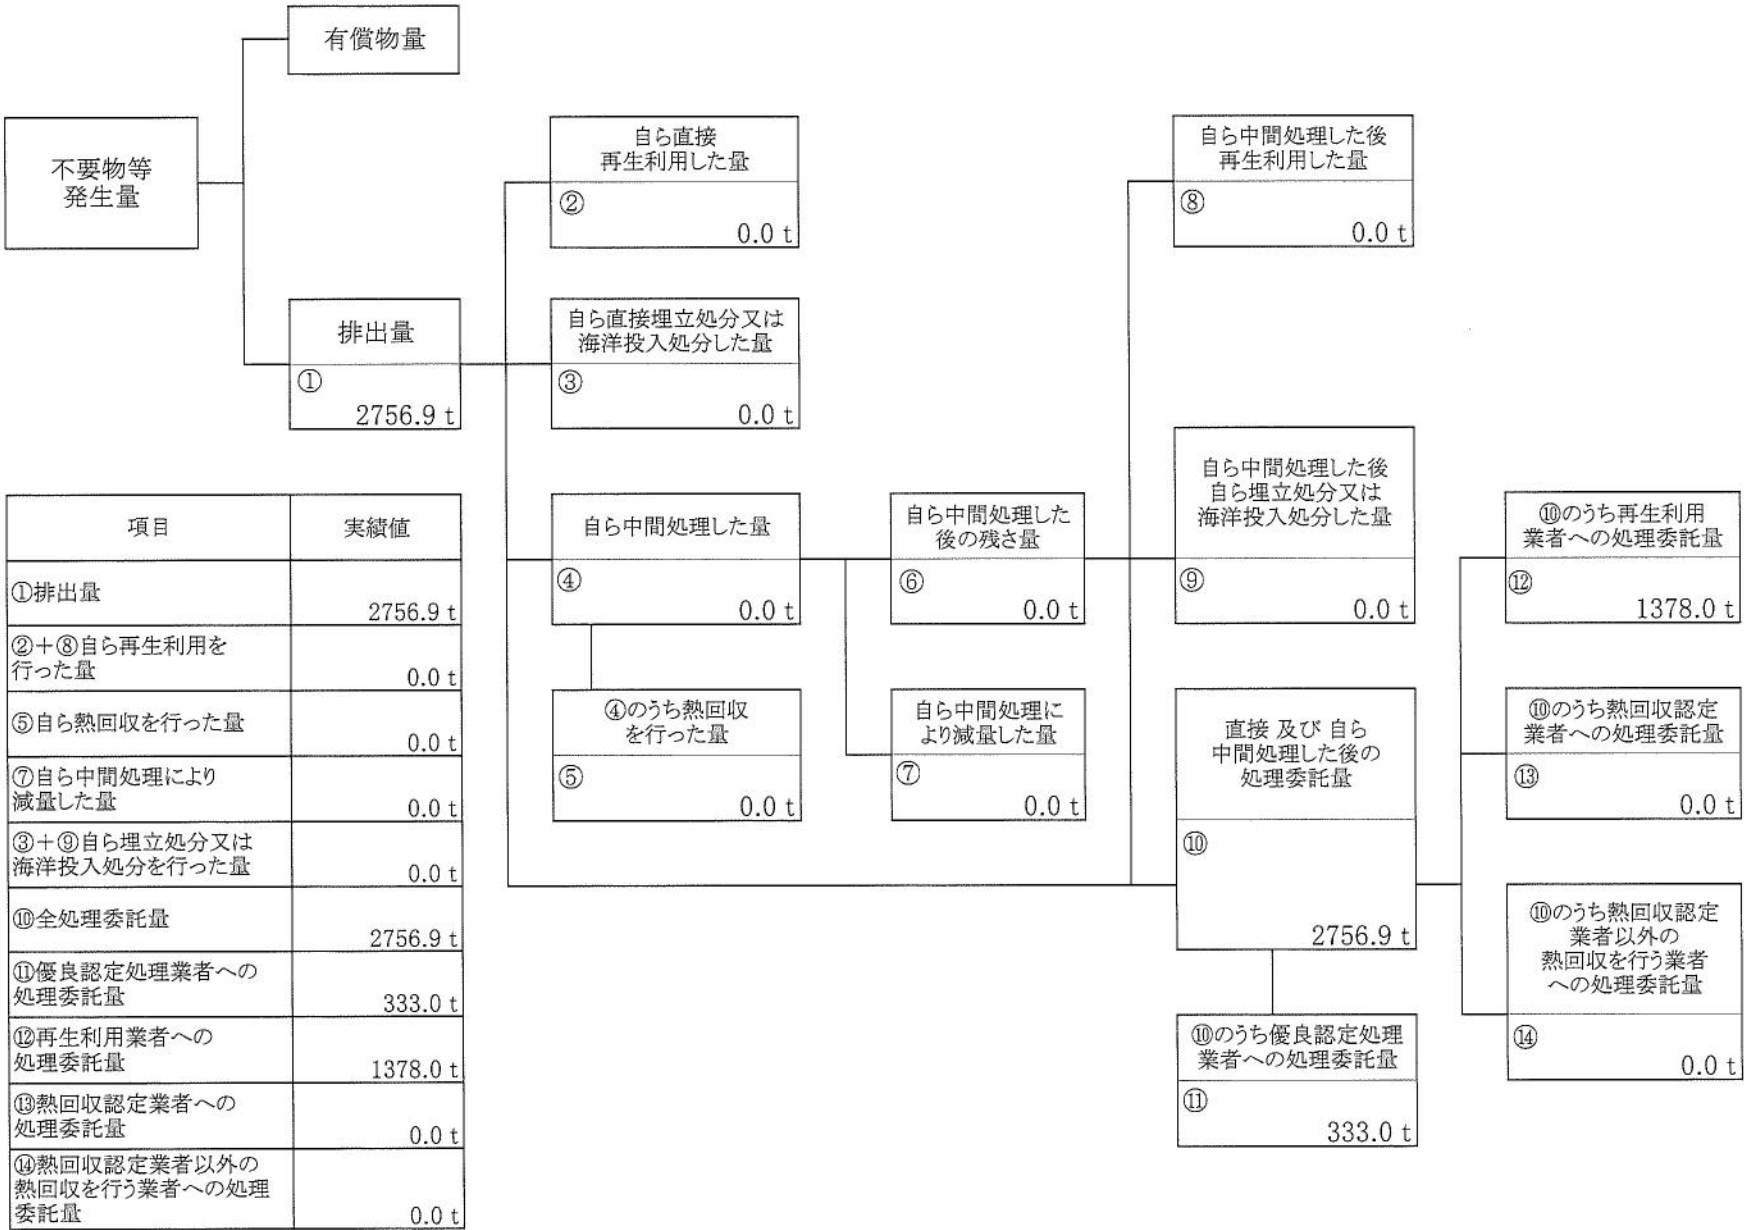 有償物量
不要物等
発生量
排出量
①
2756.9 t
自ら直接
再生利用した量
②
0.0 t
自ら直接埋立処分又は
海洋投入処分した量
③
0.0 t
自ら中間処理した量
④
0.0 t
④のうち熱回収
を行った量
⑤
0.0 t
自ら中間処理した
後の残さ量
⑥
0.0 t
自ら中間処理に
より減量した量
⑦
0.0 t
自ら中間処理した後
再生利用した量
⑧
0.0 t
自ら中間処理した後
自ら埋立処分又は
海洋投入処分した量
⑨
0.0 t
直接 及び 自ら
中間処理した後の
処理委託量
⑩
2756.9 t
⑩のうち優良認定処理
業者への処理委託量
⑪
333.0 t
⑩のうち再生利用
業者への処理委託量
⑫
1378.0 t
⑩のうち熱回収認定
業者への処理委託量
⑬
0.0 t
⑩のうち熱回収認定
業者以外の
熱回収を行う業者
への処理委託量
⑭
0.0 t
項目 実績値
①排出量
2756.9 t
②+⑧自ら再生利用を
行った量
0.0 t
⑤自ら熱回収を行った量
0.0 t
⑦自ら中間処理により
減量した量
0.0 t
③+⑨自ら埋立処分又は
海洋投入処分を行った量
0.0 t
⑩全処理委託量
2756.9 t
⑪優良認定処理業者への
処理委託量
333.0 t
⑫再生利用業者への
処理委託量
1378.0 t
⑬熱回収認定業者への
処理委託量
0.0 t
⑭熱回収認定業者以外の
熱回収を行う業者への処理
委託量
0.0 t